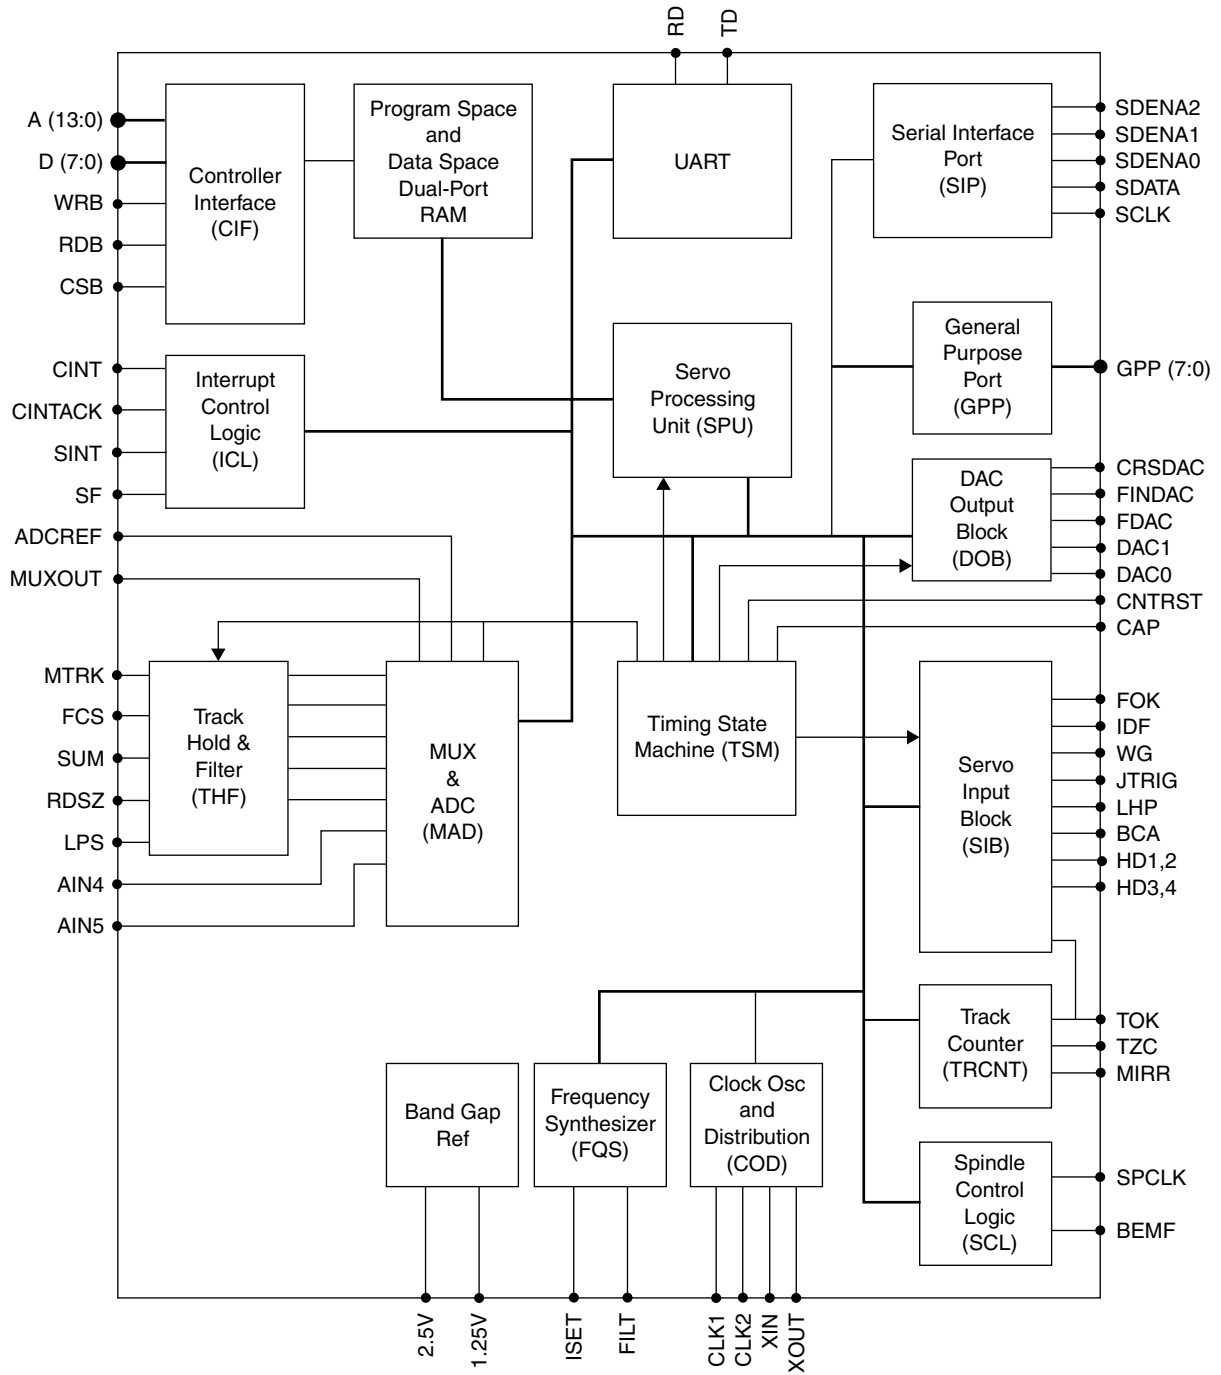 RD
TD
A (13:0)
D (7:0)
WRB
RDB
CSB
CINT
CINTACK
SINT
SF
ADCREF
MUXOUT
MTRK
FCS
SUM
RDSZ
LPS
AIN4
AIN5
Controller
Interface
(CIF)
Program Space
and
Data Space
Dual-Port
RAM
UART
Serial Interface
Port
(SIP)
Interrupt
Control
Logic
(ICL)
Servo
Processing
Unit (SPU)
General
Purpose
Port
(GPP)
DAC
Output
Block
(DOB)
Track
Hold &
Filter
(THF)
MUX
&
ADC
(MAD)
Timing State
Machine (TSM)
Servo
Input
Block
(SIB)
Track
Counter
(TRCNT)
Band Gap
Ref
Frequency
Synthesizer
(FQS)
Clock Osc
and
Distribution
(COD)
Spindle
Control
Logic
(SCL)
SDENA2
SDENA1
SDENA0
SDATA
SCLK
GPP (7:0)
CRSDAC
FINDAC
FDAC
DAC1
DAC0
CNTRST
CAP
FOK
IDF
WG
JTRIG
LHP
BCA
HD1,2
HD3,4
TOK
TZC
MIRR
SPCLK
BEMF
2.5V
1.25V
ISET
FILT
CLK1
CLK2
XIN
XOUT